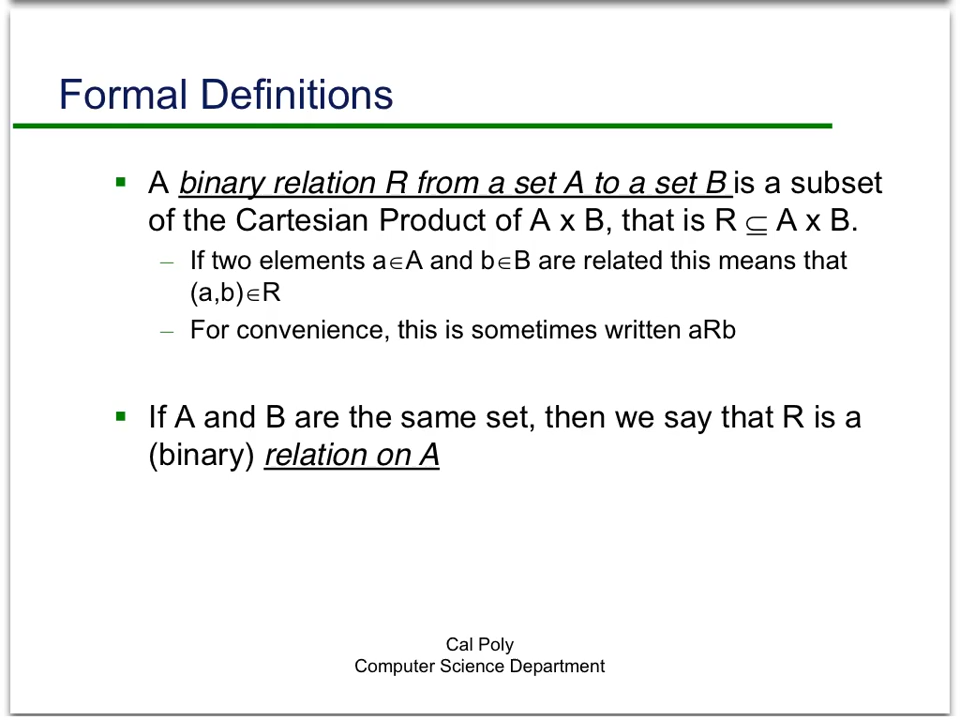 Formal Definitions
▪ A binary relation R from a set A to a set B is a subset
of the Cartesian Product of A x B, that is R ⊆ A x B.
– If two elements a∈A and b∈B are related this means that
(a,b)∈R
– For convenience, this is sometimes written aRb
▪ If A and B are the same set, then we say that R is a
(binary) relation on A
Cal Poly
Computer Science Department